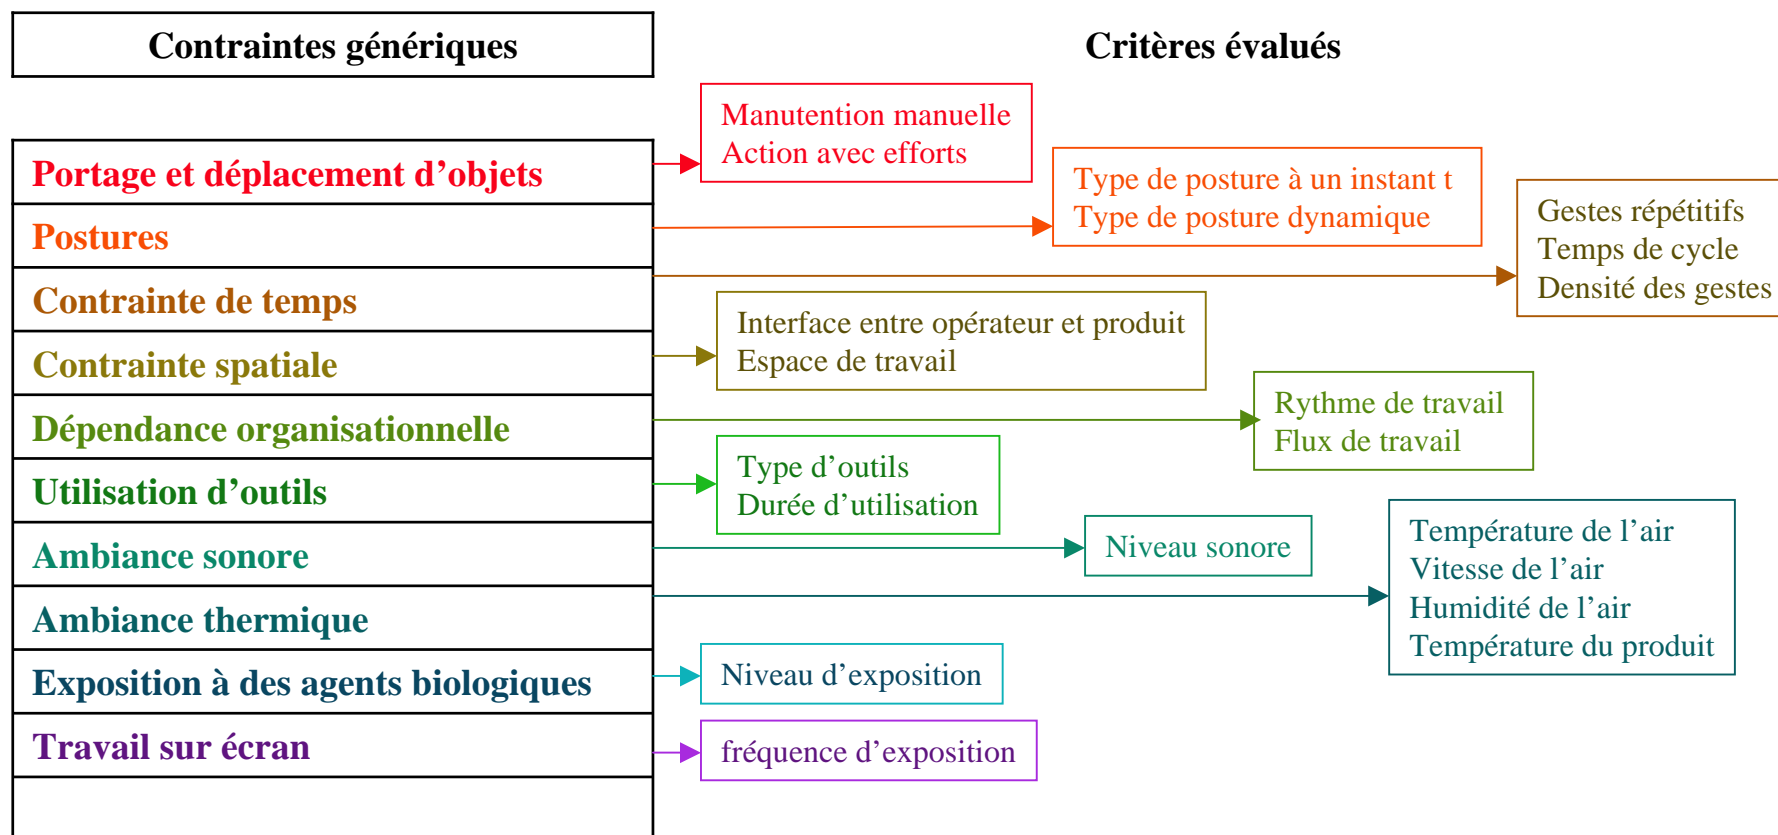 Contraintes génériques
Critères évalués
Portage et déplacement d’objets
Manutention manuelle
Action avec efforts
Postures
Type de posture à un instant t
Type de posture dynamique
Contrainte de temps
Gestes répétitifs
Temps de cycle
Densité des gestes
Contrainte spatiale
Interface entre opérateur et produit
Espace de travail
Dépendance organisationnelle
Rythme de travail
Flux de travail
Utilisation d’outils
Type d’outils
Durée d’utilisation
Ambiance sonore
Niveau sonore
Ambiance thermique
Température de l’air
Vitesse de l’air
Humidité de l’air
Température du produit
Exposition à des agents biologiques
Niveau d’exposition
Travail sur écran
fréquence d’exposition